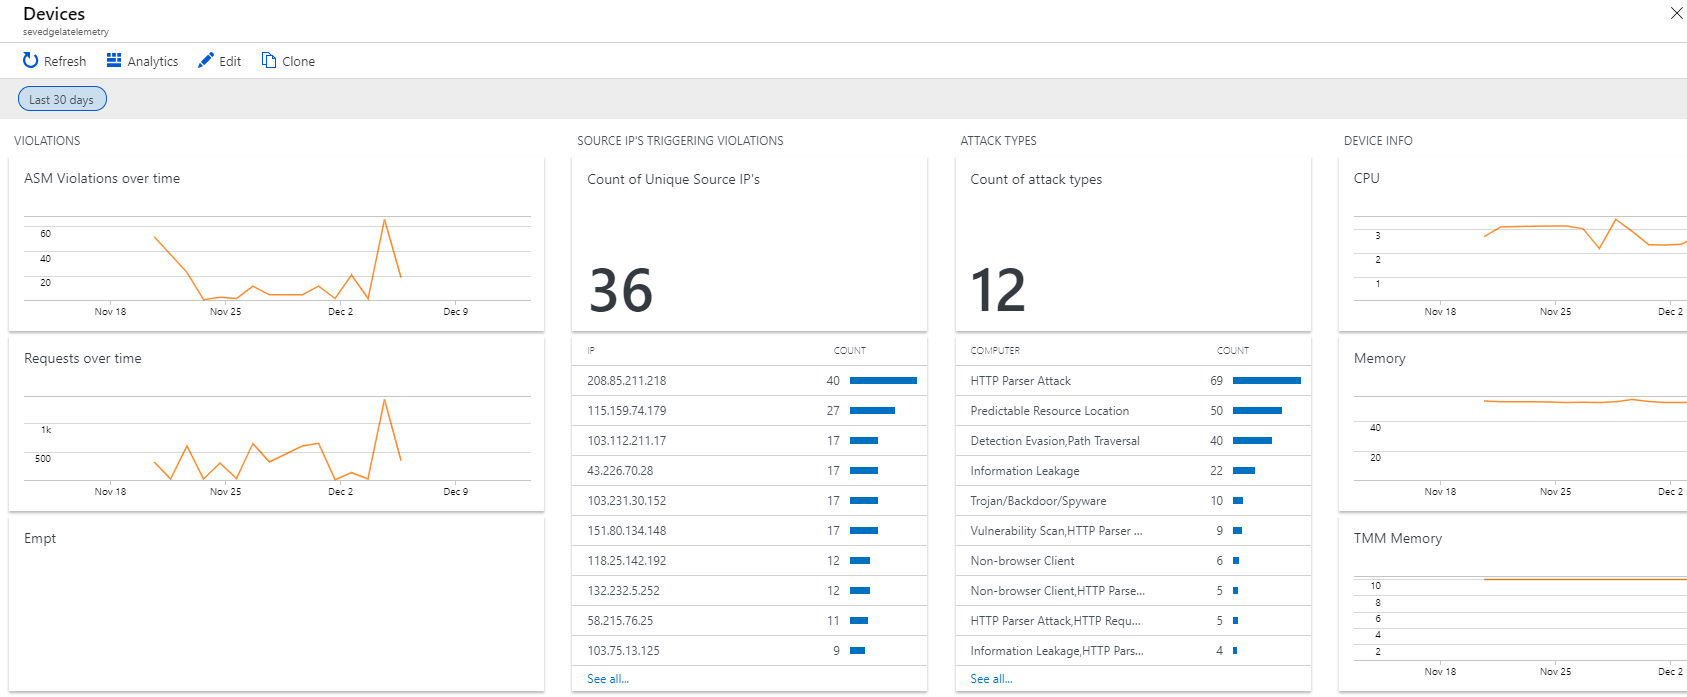 Devices
sevedgelatelemetry
Refresh Analytics Edit Clone
Last 30 days
VIOLATIONS
ASM Violations over time
60
40
20
Nov 18 Nov 25 Dec 2 Dec 9
Requests over time
1k
500
Nov 18 Nov 25 Dec 2 Dec 9
Empt
SOURCE IP'S TRIGGERING VIOLATIONS
Count of Unique Source IP's
36
IP COUNT
208.85.211.218 40
115.159.74.179 27
103.112.211.17 17
43.226.70.28 17
103.231.30.152 17
151.80.134.148 17
118.25.142.192 12
132.232.5.252 12
58.215.76.25 11
103.75.13.125 9
See all...
ATTACK TYPES
Count of attack types
12
COMPUTER COUNT
HTTP Parser Attack 69
Predictable Resource Location 50
Detection Evasion,Path Traversal 40
Information Leakage 22
Trojan/Backdoor/Spyware 10
Vulnerability Scan,HTTP Parser ... 9
Non-browser Client 6
Non-browser Client,HTTP Parse... 5
HTTP Parser Attack,HTTP Requ... 5
Information Leakage,HTTP Pars... 4
See all...
DEVICE INFO
CPU
3
2
1
Nov 18 Nov 25 Dec 2
Memory
40
20
Nov 18 Nov 25 Dec 2
TMM Memory
10
8
6
4
2
Nov 18 Nov 25 Dec 2